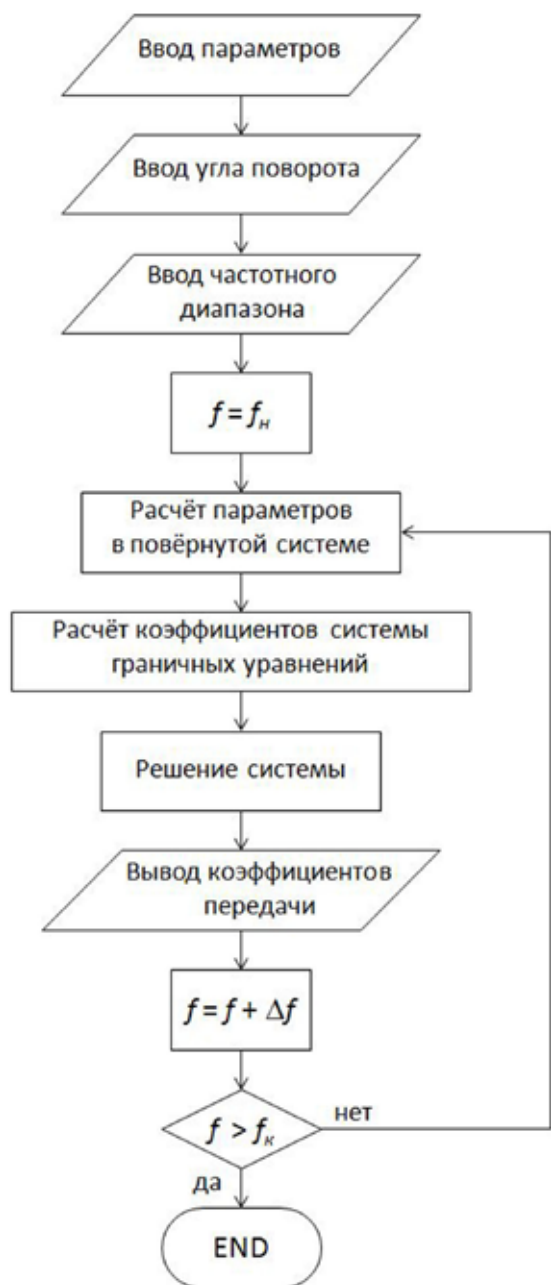 Ввод параметров
Ввод угла поворота
Ввод частотного
диапазона
f = fн
Расчёт параметров
в повёрнутой системе
Расчёт коэффициентов системы
граничных уравнений
Решение системы
Вывод коэффициентов
передачи
f = f + Δf
f > fк
нет
да
END